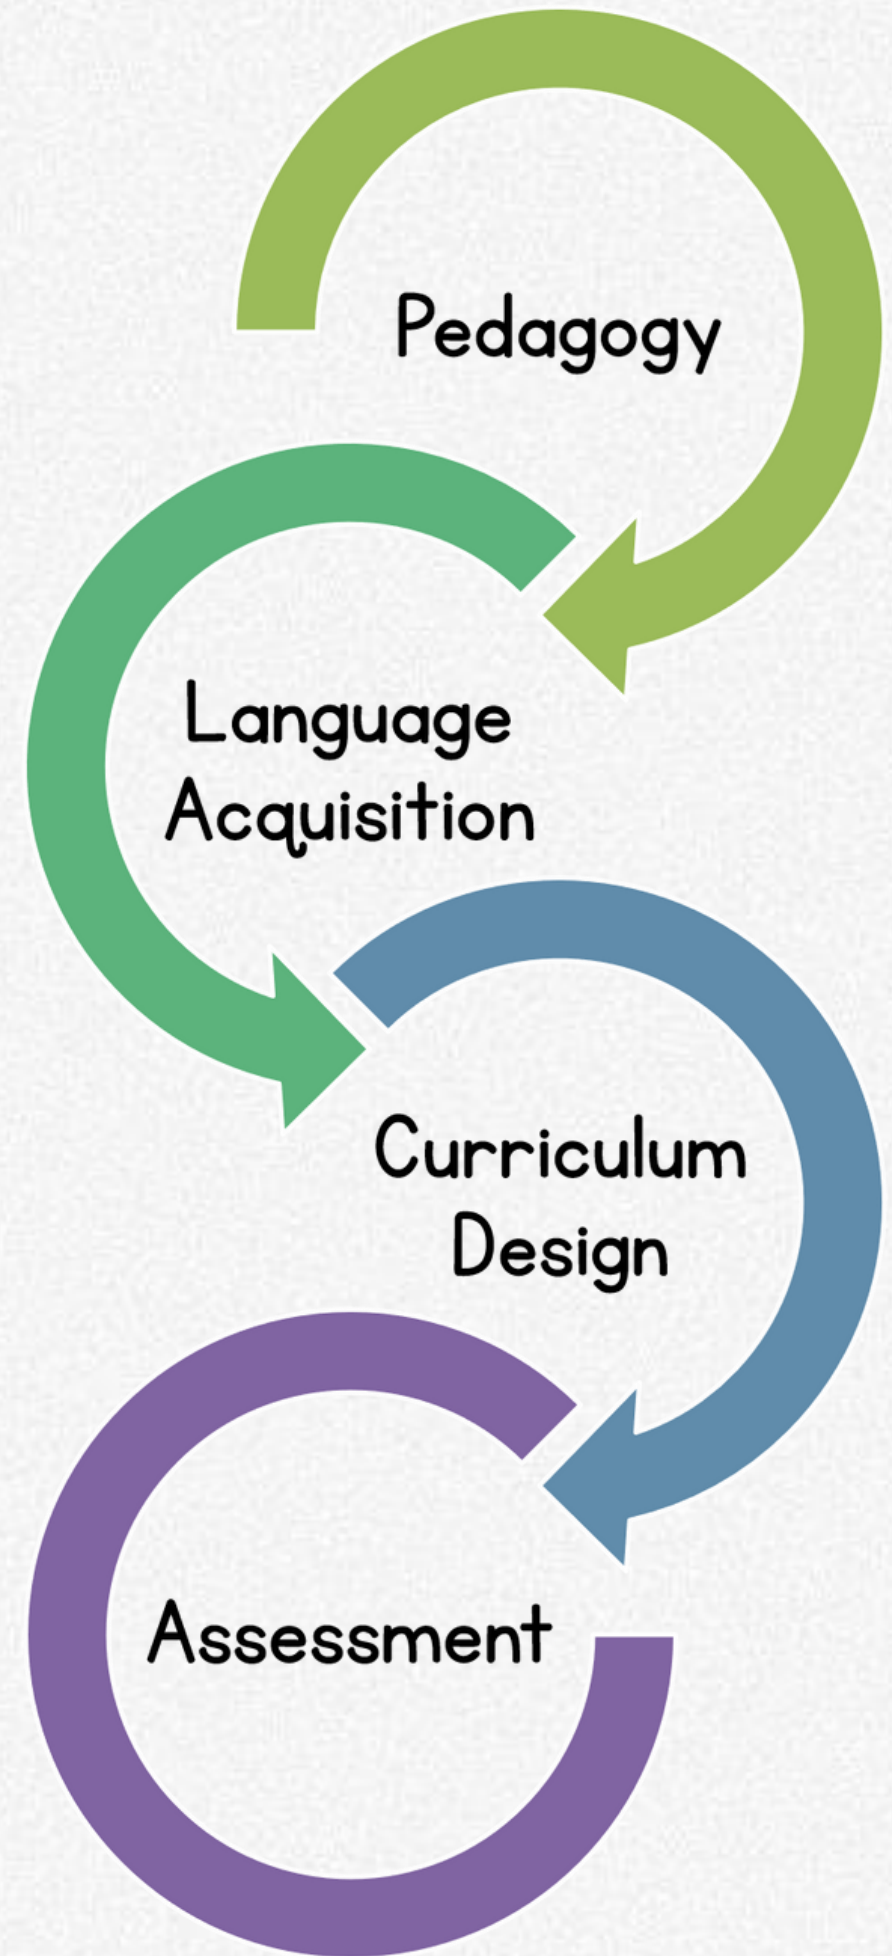 Pedagogy
Language
Acquisition
Curriculum
Design
Assessment